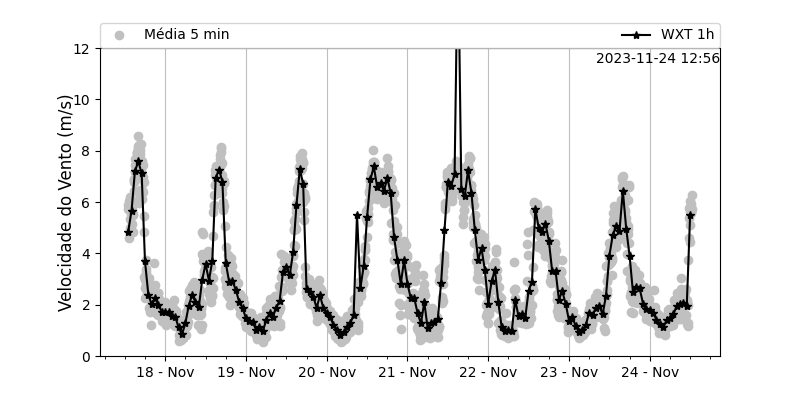 Média 5 min
WXT 1h
2023-11-24 12:56
Velocidade do Vento (m/s)
12
10
8
6
4
2
0
18 - Nov
19 - Nov
20 - Nov
21 - Nov
22 - Nov
23 - Nov
24 - Nov